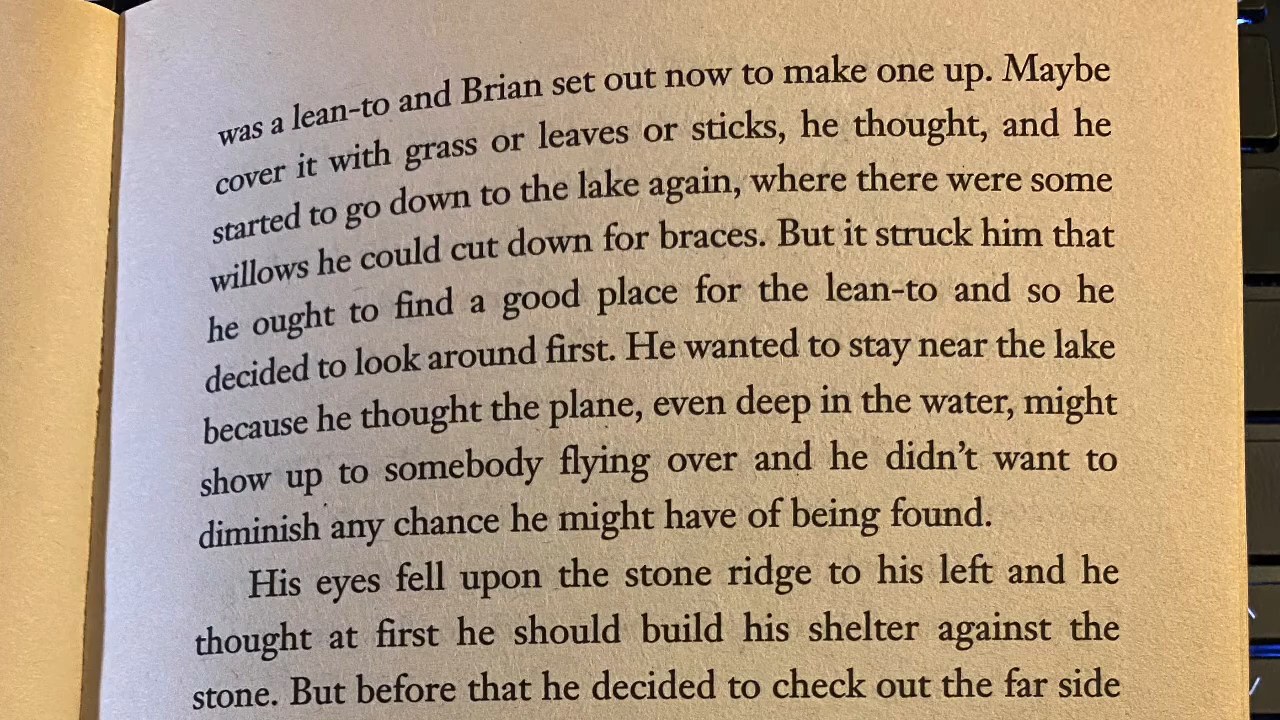 was a lean-to and Brian set out now to make one up. Maybe
cover it with grass or leaves or sticks, he thought, and he
started to go down to the lake again, where there were some
willows he could cut down for braces. But it struck him that
he ought to find a good place for the lean-to and so he
decided to look around first. He wanted to stay near the lake
because he thought the plane, even deep in the water, might
show up to somebody flying over and he didn't want to
diminish any chance he might have of being found.
His eyes fell upon the stone ridge to his left and he
thought at first he should build his shelter against the
stone. But before that he decided to check out the far side